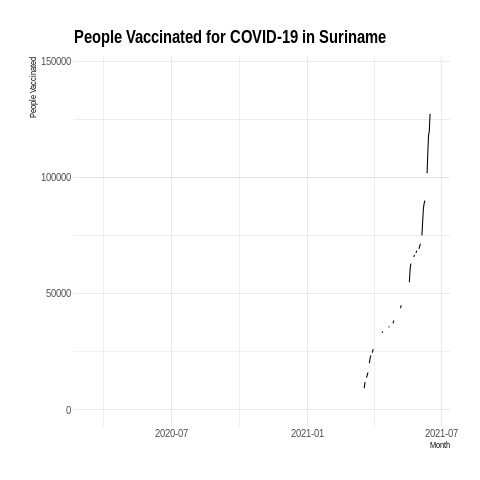 People Vaccinated for COVID-19 in Suriname
People Vaccinated
150000
100000
50000
0
2020-07
2021-01
2021-07
Month